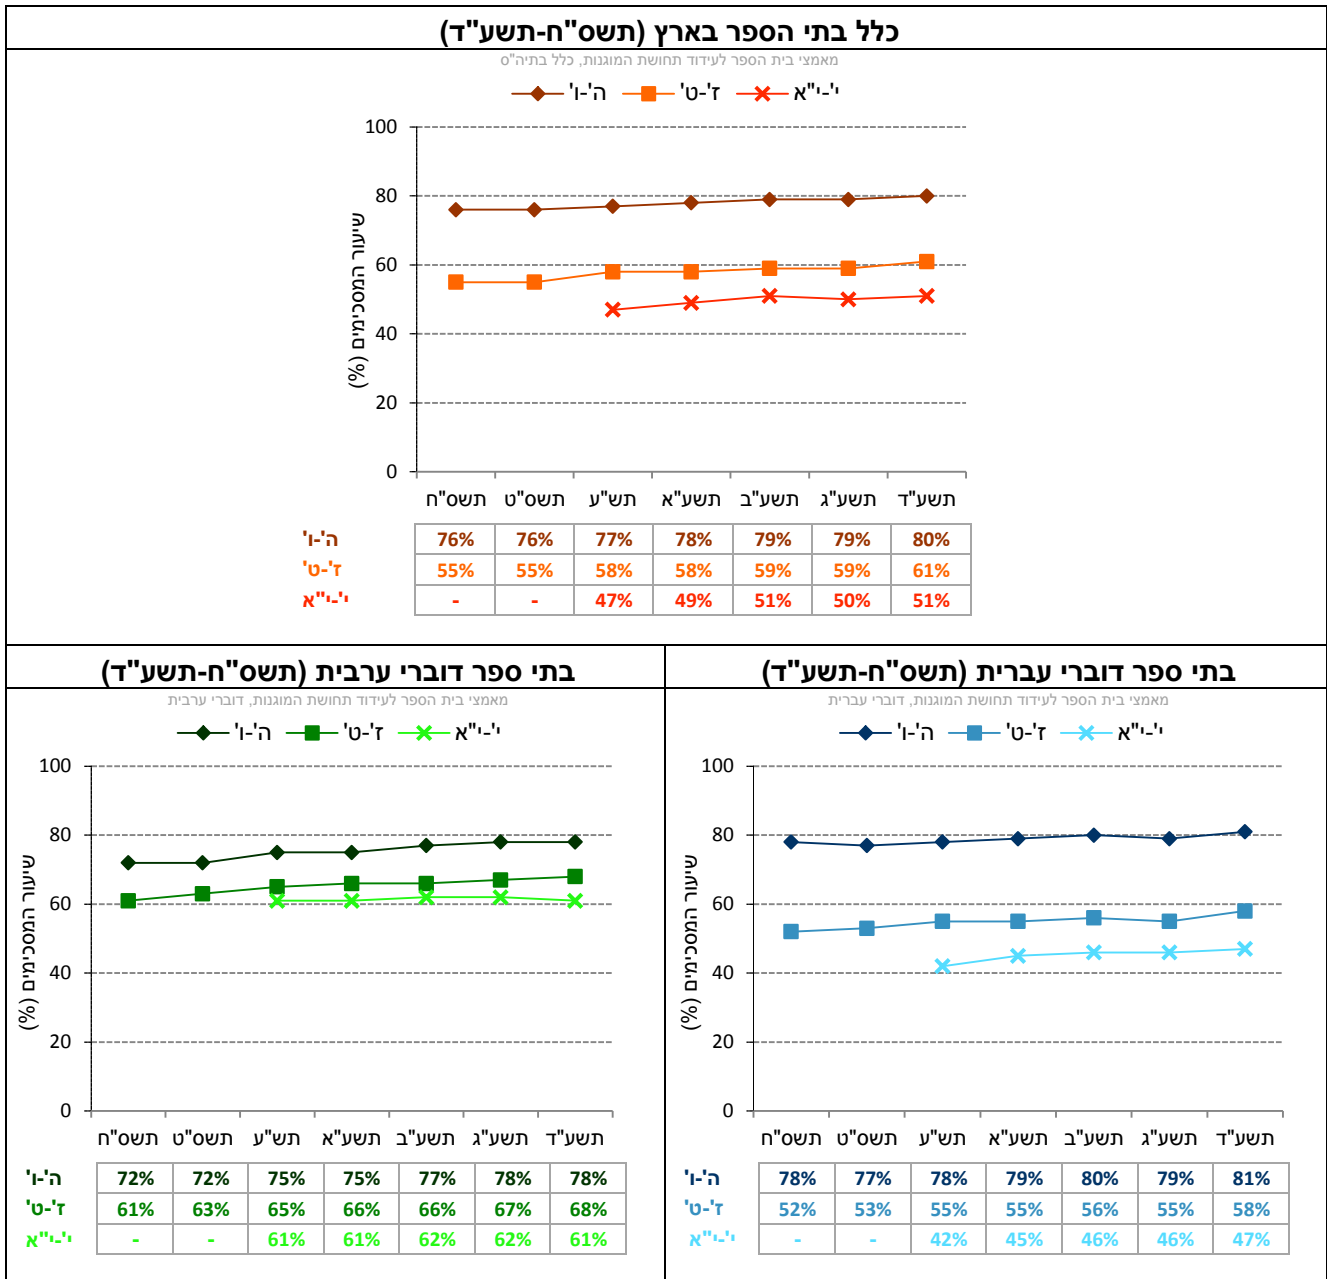 כלל בתי הספר בארץ (תשס"ח-תשע"ד)
מאמצי בית הספר לעידוד תחושת המוגנות, כלל בתיה"ס
ה'-ו' ז'-ט' י'-י"א
שיעור המסכימים (%)
100
80
60
40
20
0
תשס"ח תשס"ט תש"ע תשע"א תשע"ב תשע"ג תשע"ד
ה'-ו' 76% 76% 77% 78% 79% 79% 80%
ז'-ט' 55% 55% 58% 58% 59% 59% 61%
י'-י"א - - 47% 49% 51% 50% 51%
בתי ספר דוברי עברית (תשס"ח-תשע"ד)
מאמצי בית הספר לעידוד תחושת המוגנות, דוברי עברית
ה'-ו' ז'-ט' י'-י"א
שיעור המסכימים (%)
100
80
60
40
20
0
תשס"ח תשס"ט תש"ע תשע"א תשע"ב תשע"ג תשע"ד
ה'-ו' 78% 77% 78% 79% 80% 79% 81%
ז'-ט' 52% 53% 55% 55% 56% 55% 58%
י'-י"א - - 42% 45% 46% 46% 47%
בתי ספר דוברי ערבית (תשס"ח-תשע"ד)
מאמצי בית הספר לעידוד תחושת המוגנות, דוברי ערבית
ה'-ו' ז'-ט' י'-י"א
שיעור המסכימים (%)
100
80
60
40
20
0
תשס"ח תשס"ט תש"ע תשע"א תשע"ב תשע"ג תשע"ד
ה'-ו' 72% 72% 75% 75% 77% 78% 78%
ז'-ט' 61% 63% 65% 66% 66% 67% 68%
י'-י"א - - 61% 61% 62% 62% 61%